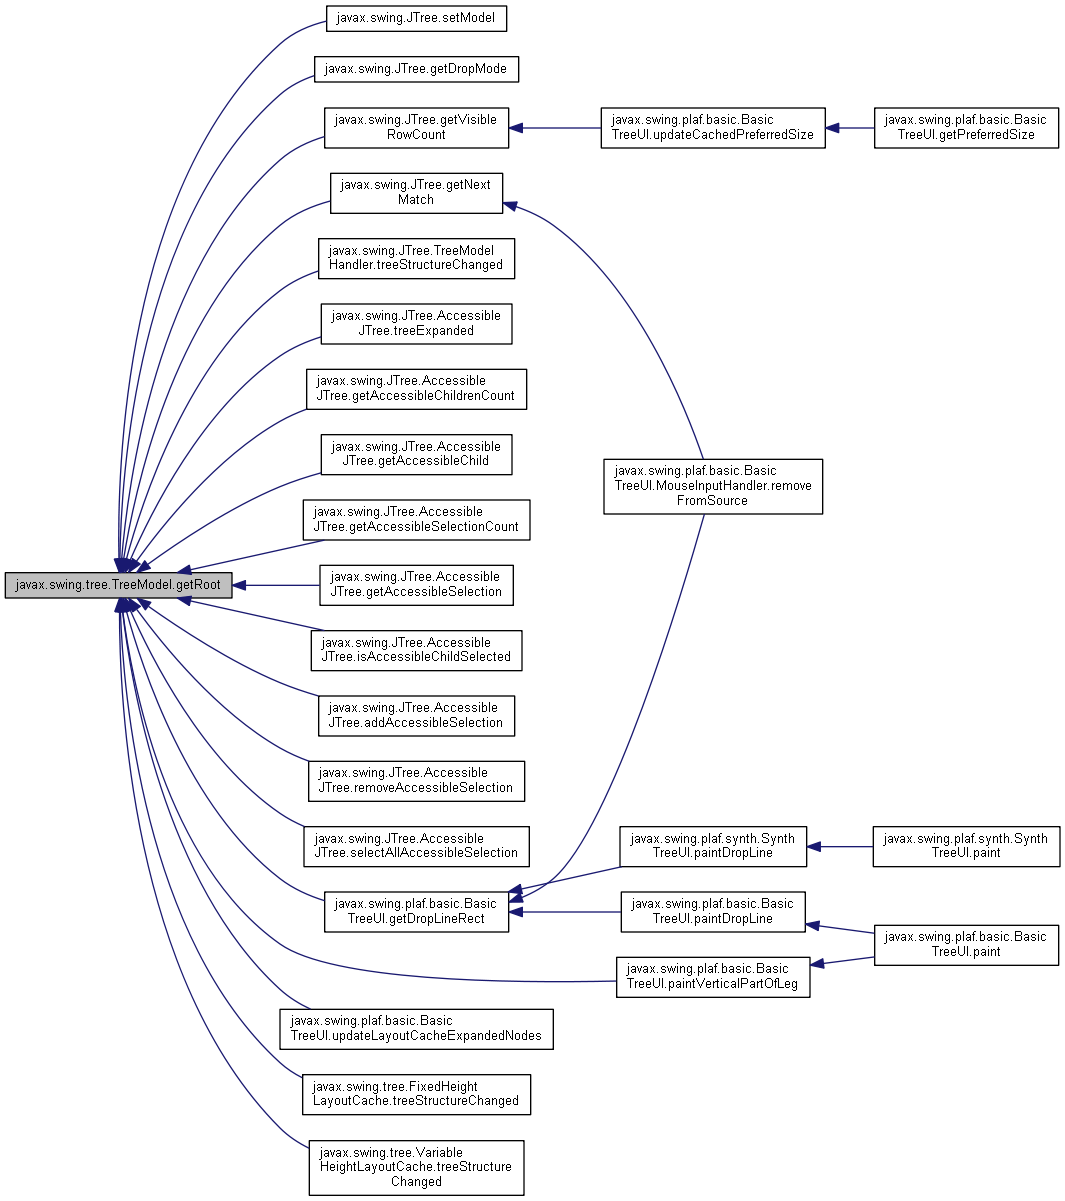 javax.swing.JTree.setModel
javax.swing.JTree.getDropMode
javax.swing.JTree.getVisible
RowCount
javax.swing.plaf.basic.Basic
TreeUI.updateCachedPreferredSize
javax.swing.plaf.basic.Basic
TreeUI.getPreferredSize
javax.swing.JTree.getNext
Match
javax.swing.JTree.TreeModel
Handler.treeStructureChanged
javax.swing.JTree.Accessible
JTree.treeExpanded
javax.swing.JTree.Accessible
JTree.getAccessibleChildrenCount
javax.swing.JTree.Accessible
JTree.getAccessibleChild
javax.swing.plaf.basic.Basic
TreeUI.MouseInputHandler.remove
FromSource
javax.swing.JTree.Accessible
JTree.getAccessibleSelectionCount
javax.swing.tree.TreeModel.getRoot
javax.swing.JTree.Accessible
JTree.getAccessibleSelection
javax.swing.JTree.Accessible
JTree.isAccessibleChildSelected
javax.swing.JTree.Accessible
JTree.addAccessibleSelection
javax.swing.JTree.Accessible
JTree.removeAccessibleSelection
javax.swing.JTree.Accessible
JTree.selectAllAccessibleSelection
javax.swing.plaf.synth.Synth
TreeUI.paintDropLine
javax.swing.plaf.synth.Synth
TreeUI.paint
javax.swing.plaf.basic.Basic
TreeUI.getDropLineRect
javax.swing.plaf.basic.Basic
TreeUI.paintDropLine
javax.swing.plaf.basic.Basic
TreeUI.paint
javax.swing.plaf.basic.Basic
TreeUI.paintVerticalPartOfLeg
javax.swing.plaf.basic.Basic
TreeUI.updateLayoutCacheExpandedNodes
javax.swing.tree.FixedHeight
LayoutCache.treeStructureChanged
javax.swing.tree.Variable
HeightLayoutCache.treeStructure
Changed